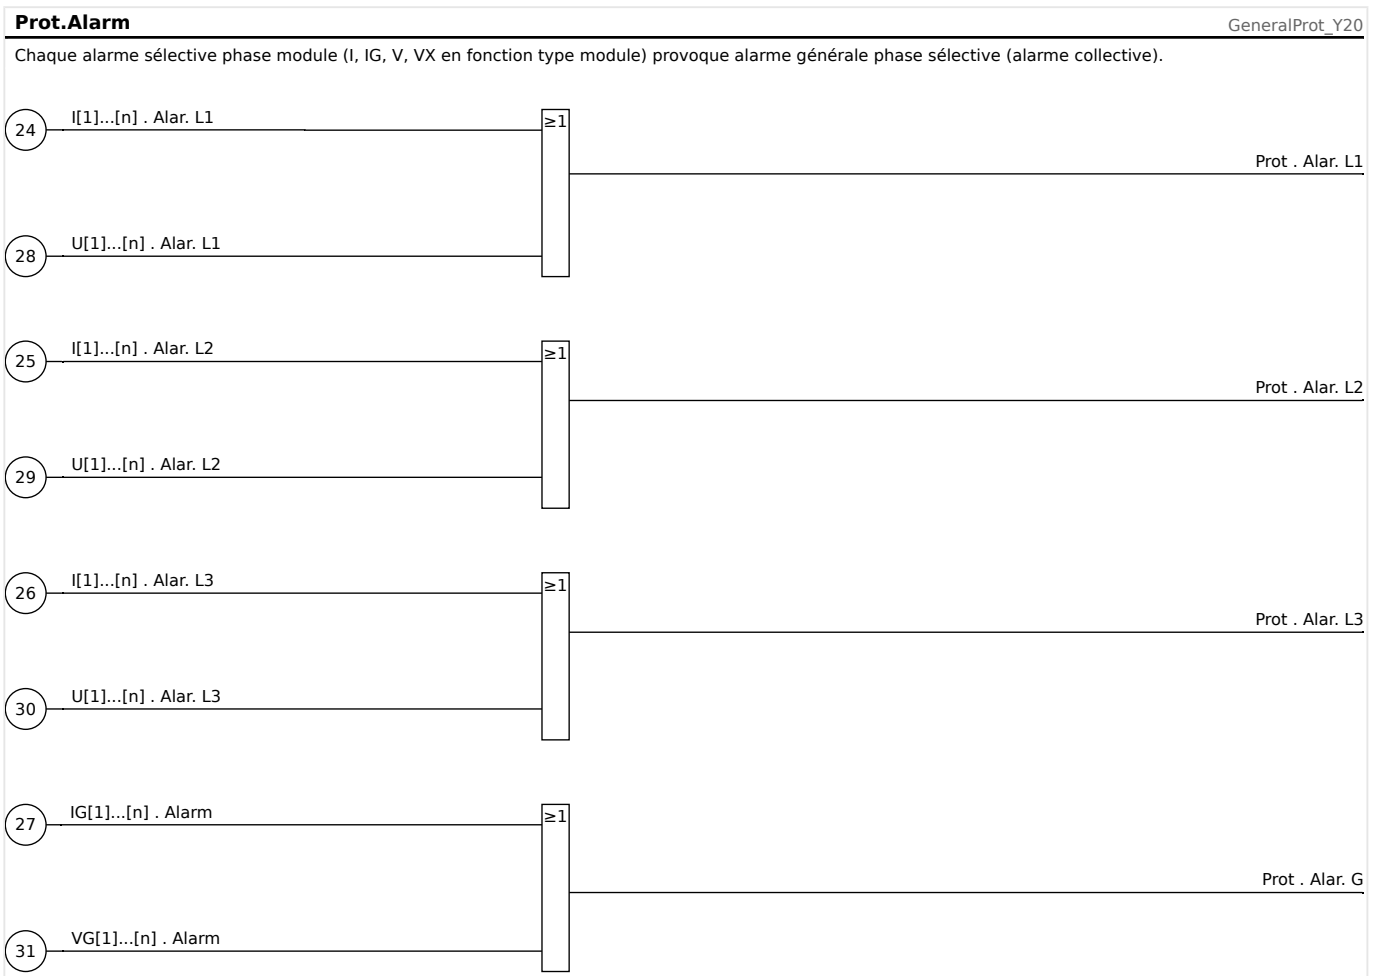 Prot.Alarm
GeneralProt_Y20
Chaque alarme sélective phase module (I, IG, V, VX en fonction type module) provoque alarme générale phase sélective (alarme collective).
24
I[1]...[n] . Alar. L1
≥1
Prot . Alar. L1
28
U[1]...[n] . Alar. L1
25
I[1]...[n] . Alar. L2
≥1
Prot . Alar. L2
29
U[1]...[n] . Alar. L2
26
I[1]...[n] . Alar. L3
≥1
Prot . Alar. L3
30
U[1]...[n] . Alar. L3
27
IG[1]...[n] . Alarm
≥1
Prot . Alar. G
31
VG[1]...[n] . Alarm